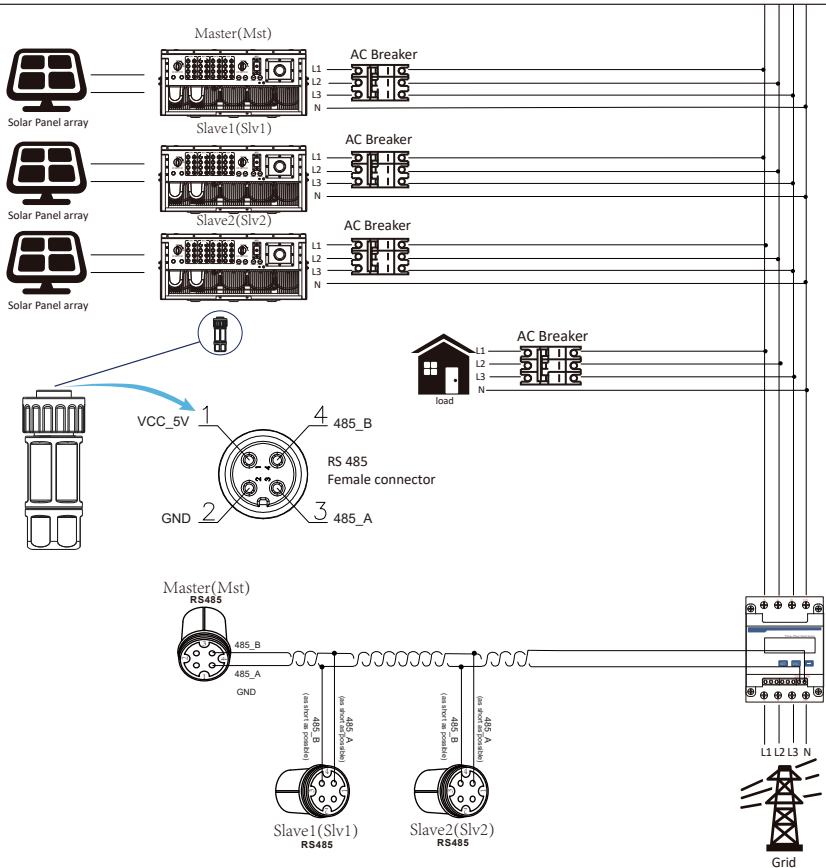 Master(Mst)
AC Breaker
L1
L2
L3
N
Solar Panel array
Slave1(Slv1)
AC Breaker
L1
L2
L3
N
Solar Panel array
Slave2(Slv2)
AC Breaker
L1
L2
L3
N
Solar Panel array
AC Breaker
L1
L2
L3
N
load
VCC_5V 1
4 485_B
GND 2
3 485_A
1
4
2
3
RS 485
Female connector
Master(Mst)
RS485
485_B
485_A
GND
485_B
(as short as possible)
485_A
(as short as possible)
485_B
(as short as possible)
485_A
(as short as possible)
Slave1(Slv1)
RS485
Slave2(Slv2)
RS485
L1 L2 L3 N
Grid